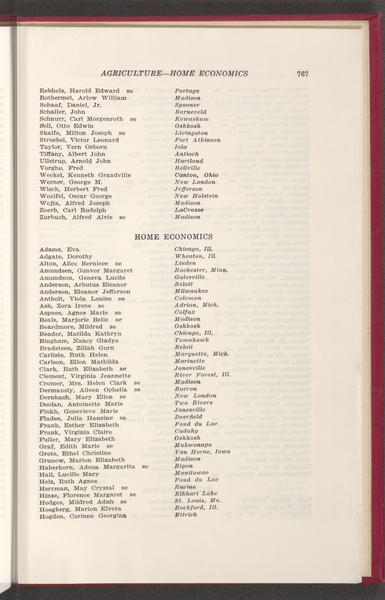 AGRICULTURE—HOME ECONOMICS 767
Rebholz, Harold Edward se Portage
Rothermel, Arlow William Madison
Schaaf, Daniel, Jr. Spooner
Schaller, John Barneveld
Schnurr, Carl Morgenroth se Kewaskum
Sell, Otto Edwin Oshkosh
Skaife, Milton Joseph se Livingston
Stroebel, Victor Leonard Fort Atkinson
Taylor, Vern Osborn Iola
Tiffany, Albert John Antioch
Ullstrup, Arnold John Hartland
Vorghe, Fred Bellville
Weckel, Kenneth Grandville Canton, Ohio
Werner, George M. New London
Wisch, Herbert Fred Jefferson
Woelfel, Oscar George New Holstein
Wojta, Alfred Joseph Madison
Zoerb, Carl Rudolph LaCrosse
Zurbuch, Alfred Alvis se Madison
HOME ECONOMICS
Adams, Eva Chicago, Ill.
Adgate, Dorothy Wheaton, Ill.
Alton, Alice Berniece se Linden
Amundsen, Gunvor Margaret Rochester, Minn.
Amundson, Geneva Lucile Galesville
Anderson, Arbutus Eleanor Beloit
Anderson, Eleanor Jefferson Milwaukee
Antholt, Viola Louise se Coleman
Ash, Zora Irene se Adrian, Mich.
Aspnes, Agnes Marie se Colfax
Beals, Marjorie Belle se Madison
Beardmore, Mildred se Oshkosh
Bender, Matilda Kathryn Chicago, Ill.
Bingham, Nancy Gladys Tomahawk
Bradsteen, Zillah Gorn Beloit
Carlisle, Ruth Helen Marquette, Mich.
Carlson, Ellen Mathilda Marinette
Clark, Ruth Elizabeth se Janesville
Clement, Virginia Jeannette River Forest, Ill.
Cromer, Mrs. Helen Clark se Madison
Dermansly, Aileen Ophelia se Barron
Dernbach, Mary Ellen se New London
Doolan, Antoinette Marie Two Rivers
Finkh, Genevieve Marie Janesville
Fladen, Julia Hansine se Deerfield
Frank, Esther Elizabeth Fond du Lac
Frank, Virginia Claire Cudahy
Fuller, Mary Elizabeth Oshkosh
Graf, Edith Marie se Mukwonago
Grote, Ethel Christine Van Horne, Iowa
Grunow, Marion Elizabeth Madison
Haberkorn, Adena Margarita se Ripon
Hall, Lucille Mary Manitowoc
Helz, Ruth Agnes Fond du Lac
Herrman, May Crystal se Racine
Hinze, Florence Margaret se Elkhart Lake
Hodges, Mildred Adah se St. Louis, Mo.
Hoegberg, Marion Elvera Rockford, Ill.
Hogden, Corinne Georgina Ettrick